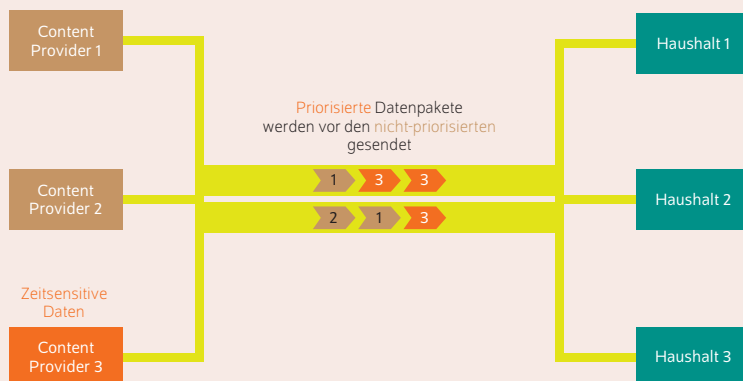 Content
Provider 1
Haushalt 1
Priorisierte Datenpakete
werden vor den nicht-priorisierten
gesendet
1 3 3
Content
Provider 2
Haushalt 2
2 1 3
Zeitsensitive
Daten
Content
Provider 3
Haushalt 3